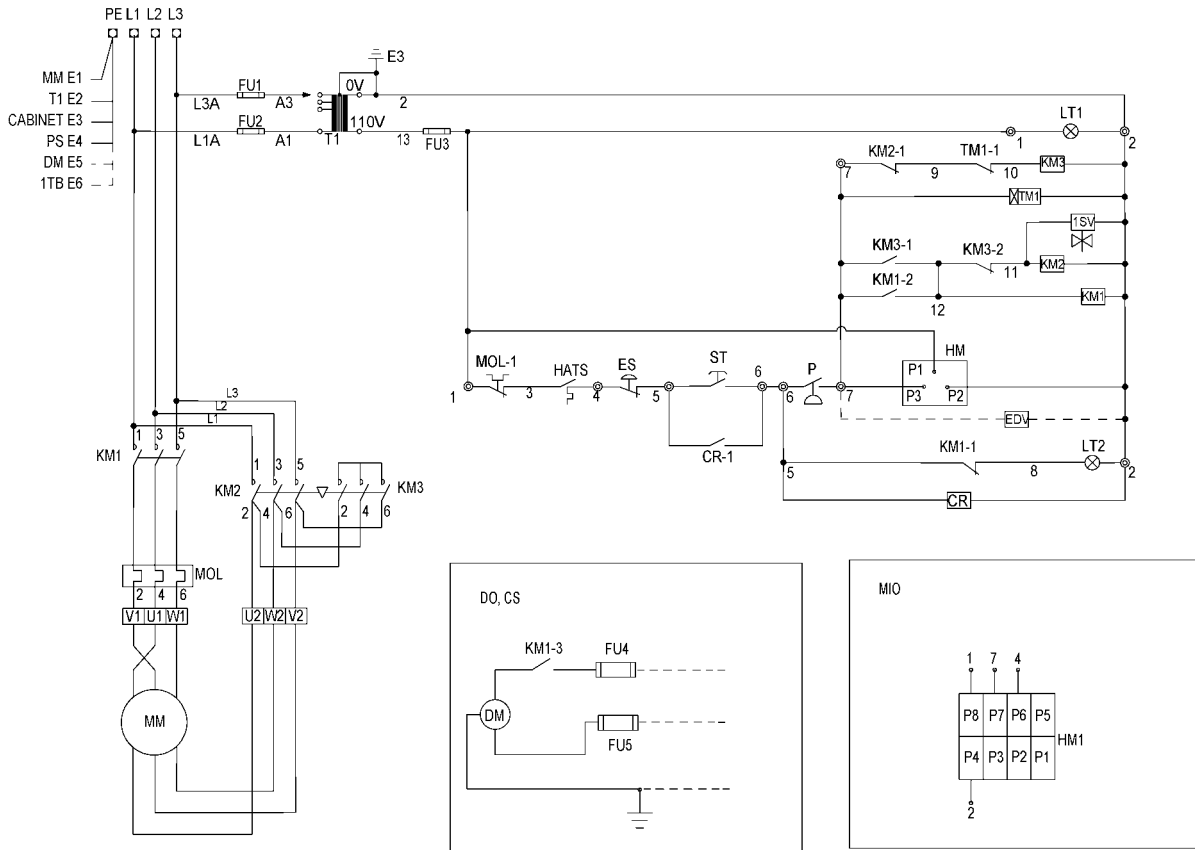 PE L1 L2 L3
MM E1
T1 E2
CABINET E3
PS E4
DM E5
1TB E6
E3
FU1
0V
L3A
A3
2
FU2
110V
L1A
A1
T1
13
FU3
LT1
1
2
7
KM2-1
9
TM1-1
10
KM3
TM1
1SV
KM3-1
KM3-2
11
KM2
KM1-2
12
KM1
MOL-1
HATS
ES
ST
6
P
P1
HM
1
3
4
5
6
7
P3
P2
EDV
CR-1
KM1-1
LT2
5
8
2
CR
L3
L2
L1
1 3 5
KM1
1 3 5
KM2
KM3
2 4 6
2 4 6
MOL
2 4 6
V1 U1 W1
U2 W2 V2
MM
DO, CS
KM1-3
FU4
DM
FU5
MIO
1 7 4
P8 P7 P6 P5
HM1
P4 P3 P2 P1
2